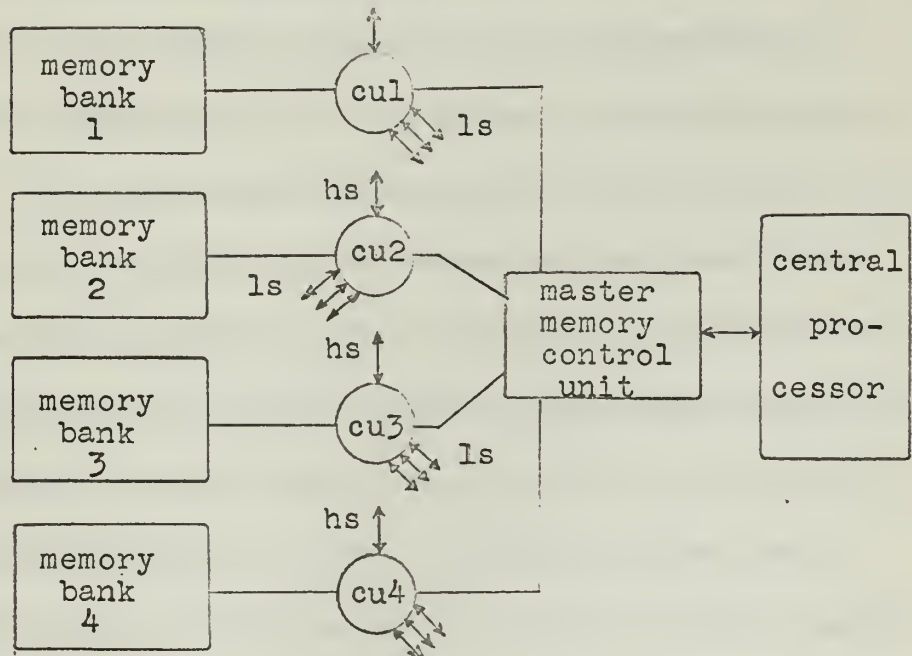 memory
bank
1
cu1
ls
hs
memory
bank
2
cu2
ls
master
memory
control
unit
central
pro-
cessor
hs
memory
bank
3
cu3
ls
hs
memory
bank
4
cu4